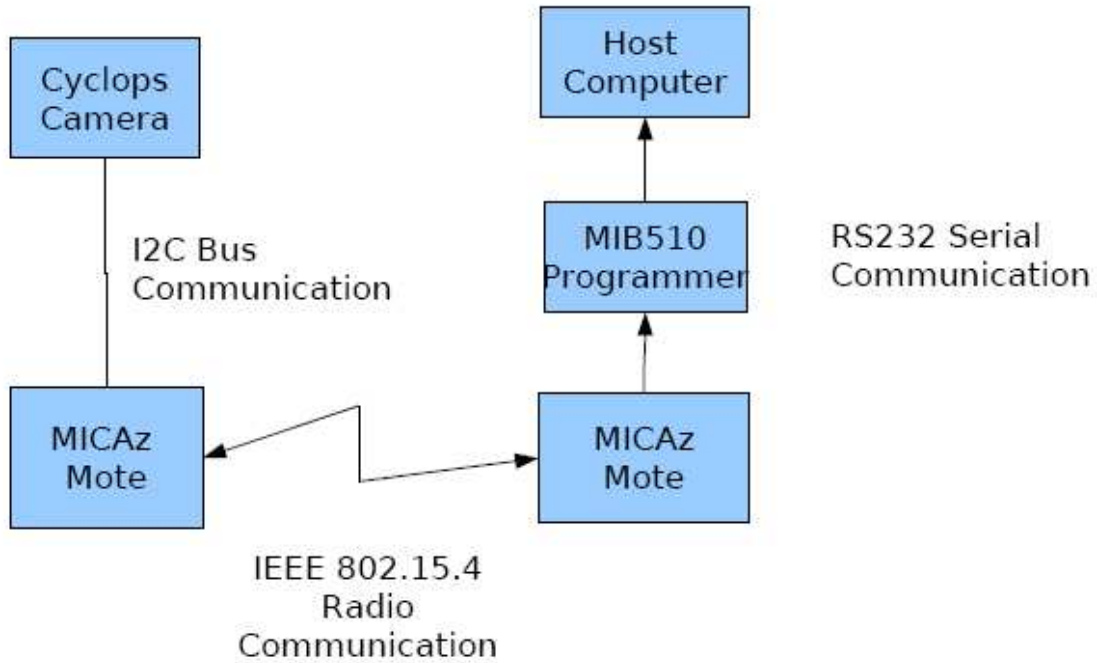 Cyclops
Camera
Host
Computer
I2C Bus
Communication
MIB510
Programmer
RS232 Serial
Communication
MICAz
Mote
MICAz
Mote
IEEE 802.15.4
Radio
Communication